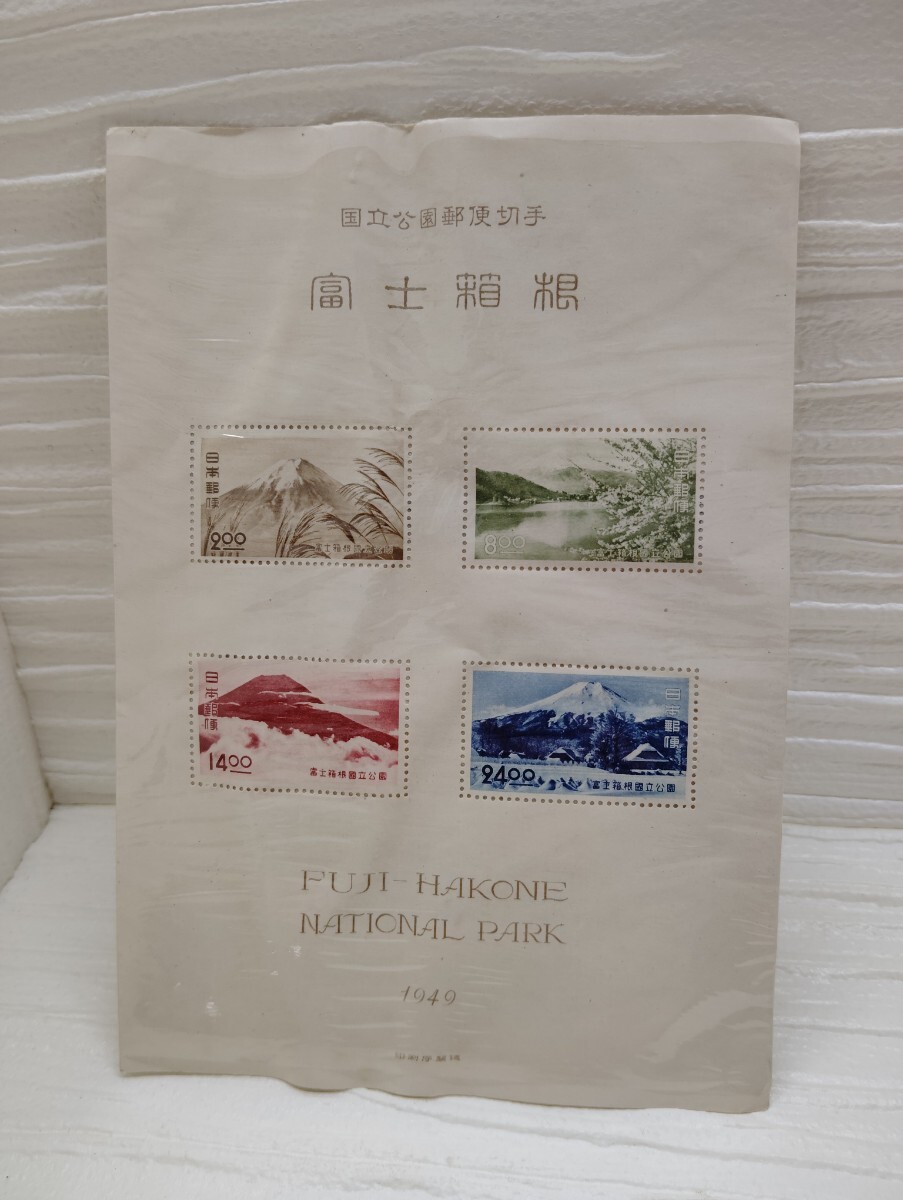 国立公園郵便切手
富士箱根
日本郵便
2.00
富士箱根國立公園
日本郵便
8.00
富士箱根國立公園
日本郵便
14.00
富士箱根國立公園
日本郵便
24.00
富士箱根國立公園
FUJI-HAKONE
NATIONAL PARK
1949